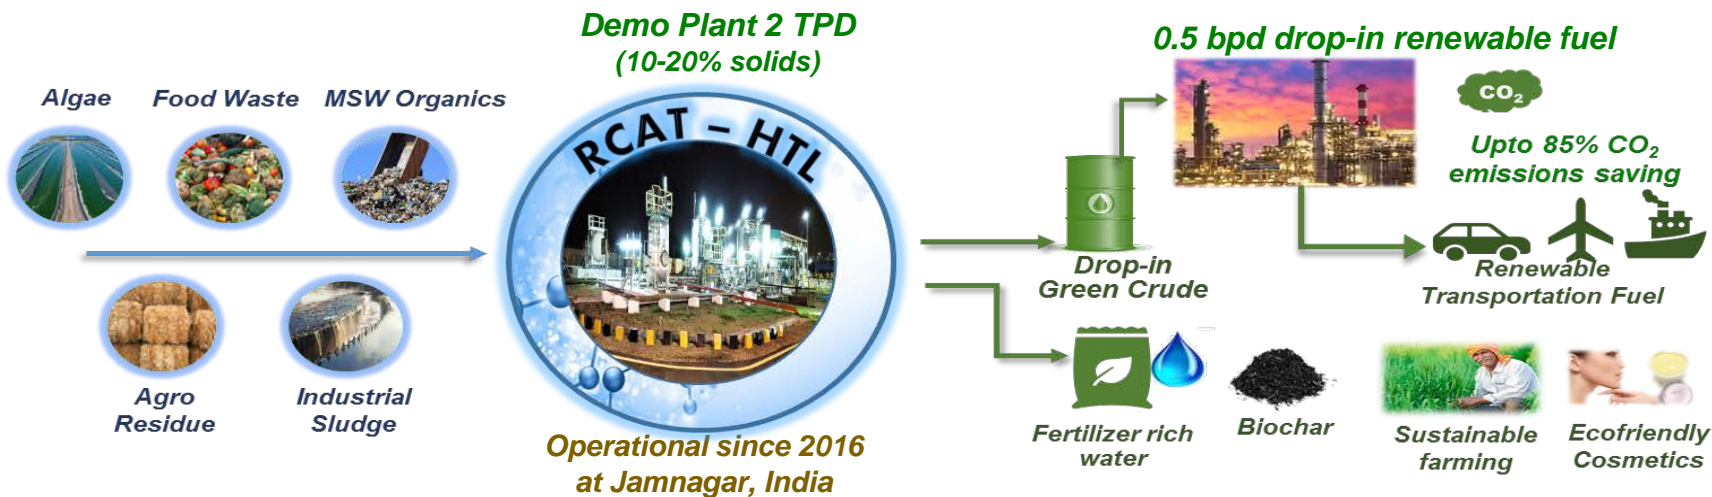 Demo Plant 2 TPD
(10-20% solids)
0.5 bpd drop-in renewable fuel
Algae
Food Waste
MSW Organics
RCAT – HTL
CO₂
Upto 85% CO₂
emissions saving
Drop-in
Green Crude
Renewable
Transportation Fuel
Agro
Residue
Industrial
Sludge
Fertilizer rich
water
Biochar
Sustainable
farming
Ecofriendly
Cosmetics
Operational since 2016
at Jamnagar, India